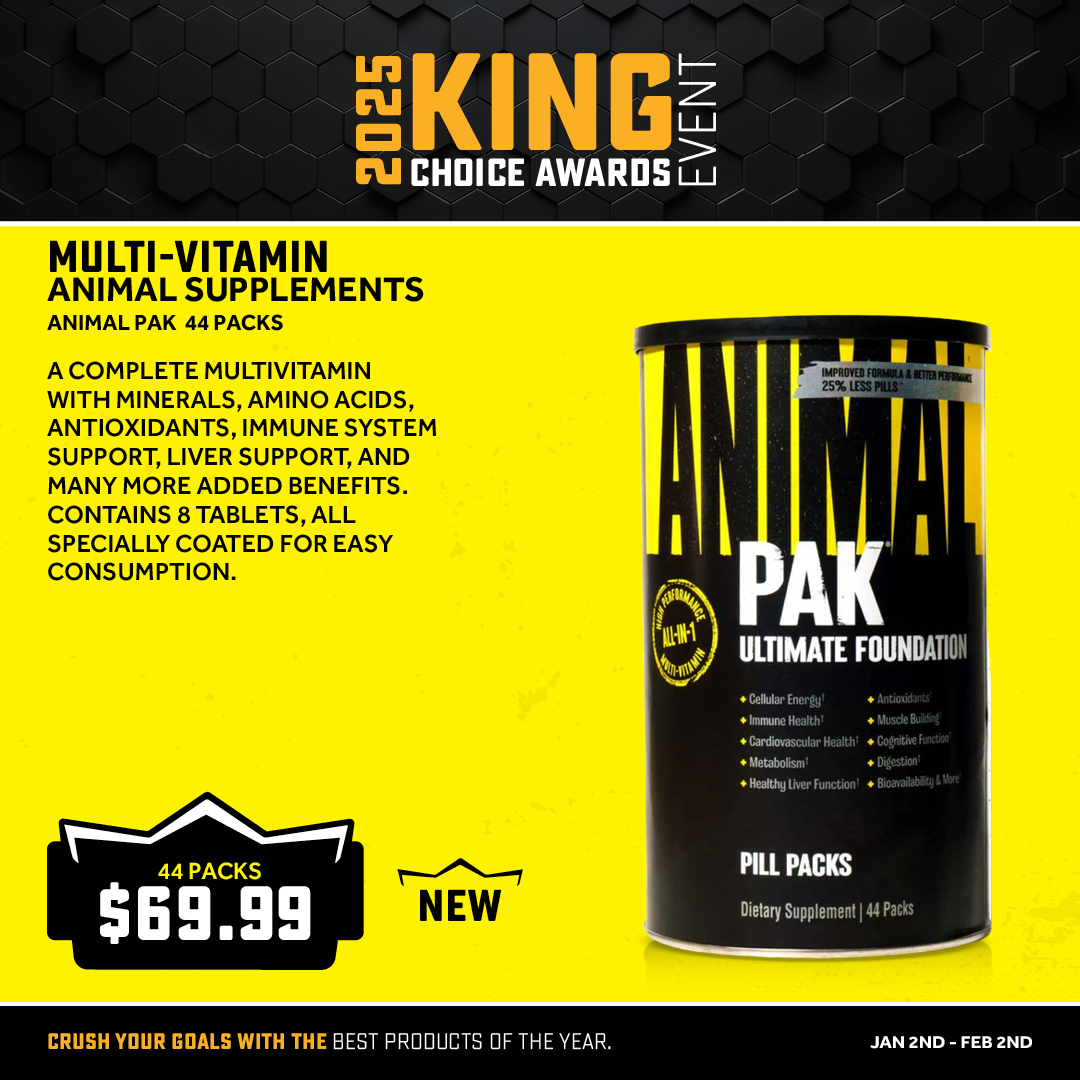 2025
KING
CHOICE AWARDS
EVENT
MULTI-VITAMIN
ANIMAL SUPPLEMENTS
ANIMAL PAK 44 PACKS
A COMPLETE MULTIVITAMIN
WITH MINERALS, AMINO ACIDS,
ANTIOXIDANTS, IMMUNE SYSTEM
SUPPORT, LIVER SUPPORT, AND
MANY MORE ADDED BENEFITS.
CONTAINS 8 TABLETS, ALL
SPECIALLY COATED FOR EASY
CONSUMPTION.
ANIMAL
IMPROVED FORMULA & BETTER PERFORMANCE
25% LESS PILLS
PAK
ULTIMATE FOUNDATION
HIGH PERFORMANCE
ALL-IN-1
MULTI-VITAMIN
+ Cellular Energy† + Antioxidants†
+ Immune Health† + Muscle Building†
+ Cardiovascular Health† + Cognitive Function†
+ Metabolism† + Digestion†
+ Healthy Liver Function† + Bioavailability & More†
PILL PACKS
Dietary Supplement | 44 Packs
44 PACKS
$69.99
NEW
CRUSH YOUR GOALS WITH THE BEST PRODUCTS OF THE YEAR.
JAN 2ND - FEB 2ND